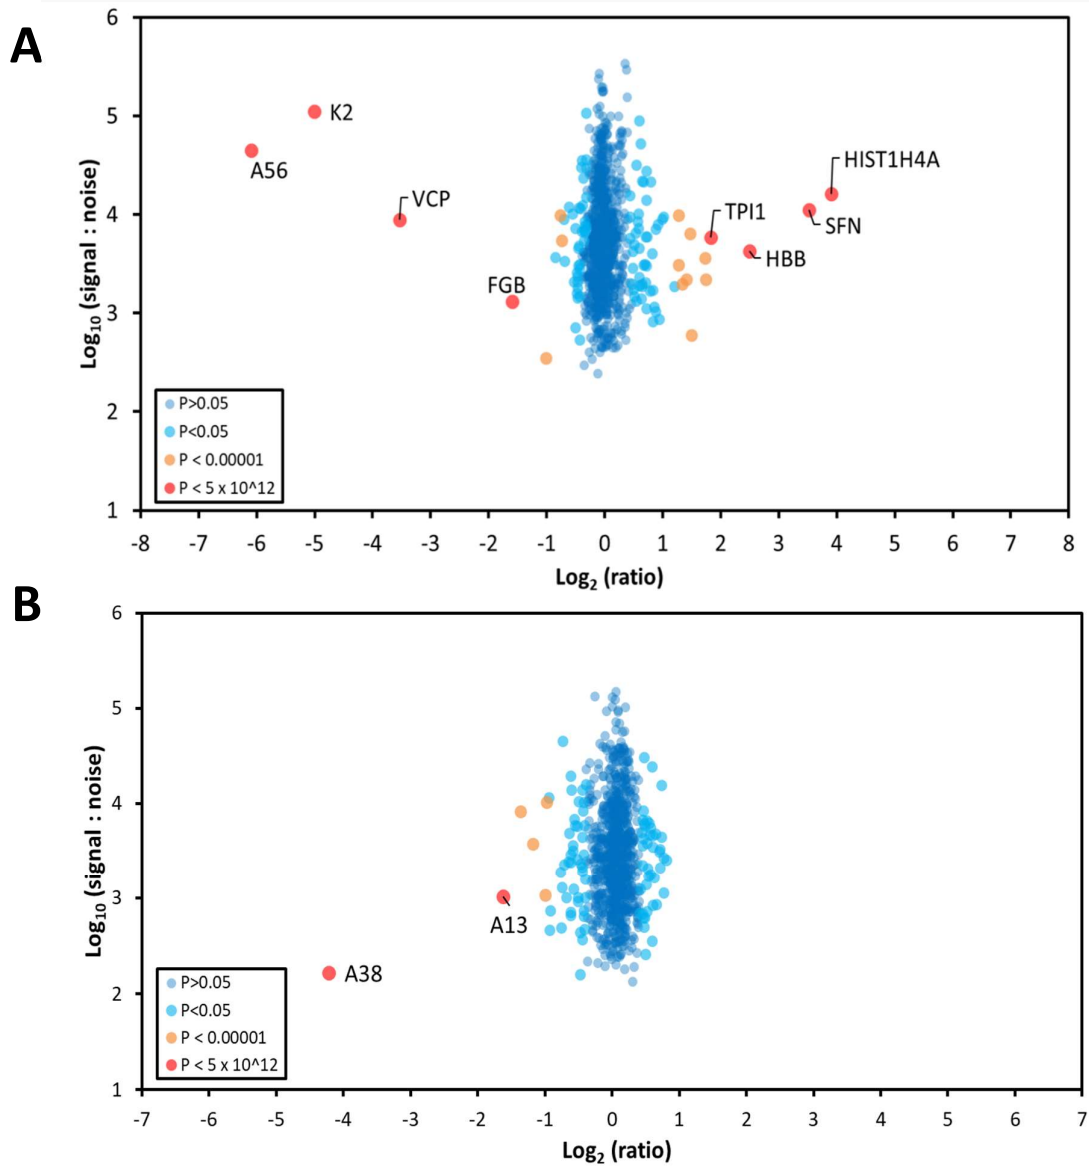 A
6
5
4
3
2
1
Log10 (signal : noise)
K2
A56
VCP
FGB
HIST1H4A
TPI1
SFN
HBB
P>0.05
P<0.05
P < 0.00001
P < 5 x 10^12
-8 -7 -6 -5 -4 -3 -2 -1 0 1 2 3 4 5 6 7 8
Log2 (ratio)
B
6
5
4
3
2
1
Log10 (signal : noise)
A13
A38
P>0.05
P<0.05
P < 0.00001
P < 5 x 10^12
-7 -6 -5 -4 -3 -2 -1 0 1 2 3 4 5 6 7
Log2 (ratio)